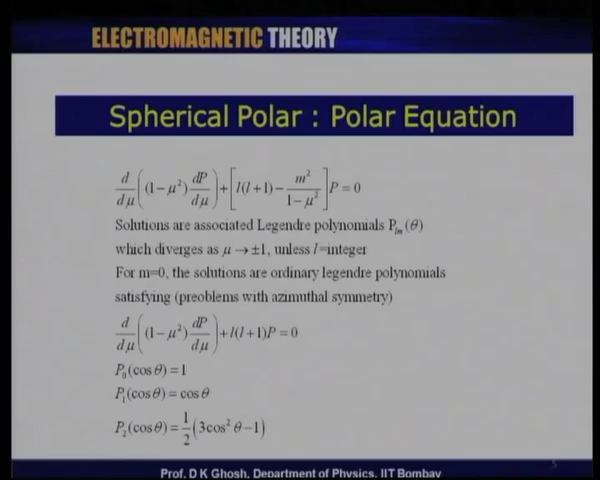 ELECTROMAGNETIC THEORY
Spherical Polar : Polar Equation
d/dμ((1−μ²)dP/dμ)+[l(l+1)−m²/(1−μ²)]P=0
Solutions are associated Legendre polynomials Pₗₘ(θ)
which diverges as μ→±1, unless l=integer
For m=0, the solutions are ordinary legendre polynomials
satisfying (preoblems with azimuthal symmetry)
d/dμ((1−μ²)dP/dμ)+l(l+1)P=0
P₀(cosθ)=1
P₁(cosθ)=cosθ
P₂(cosθ)=1/2(3cos²θ−1)
Prof. D K Ghosh, Department of Physics, IIT Bombay
5